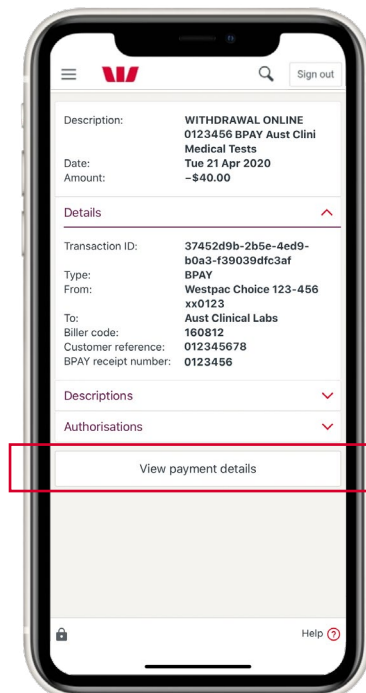 Sign out
Description: WITHDRAWAL ONLINE
0123456 BPAY Aust Clini
Medical Tests
Date: Tue 21 Apr 2020
Amount: –$40.00
Details
Transaction ID: 37452d9b-2b5e-4ed9-
b0a3-f39039dfc3af
Type: BPAY
From: Westpac Choice 123-456
xx0123
To: Aust Clinical Labs
Biller code: 160812
Customer reference: 012345678
BPAY receipt number: 0123456
Descriptions
Authorisations
View payment details
Help ?